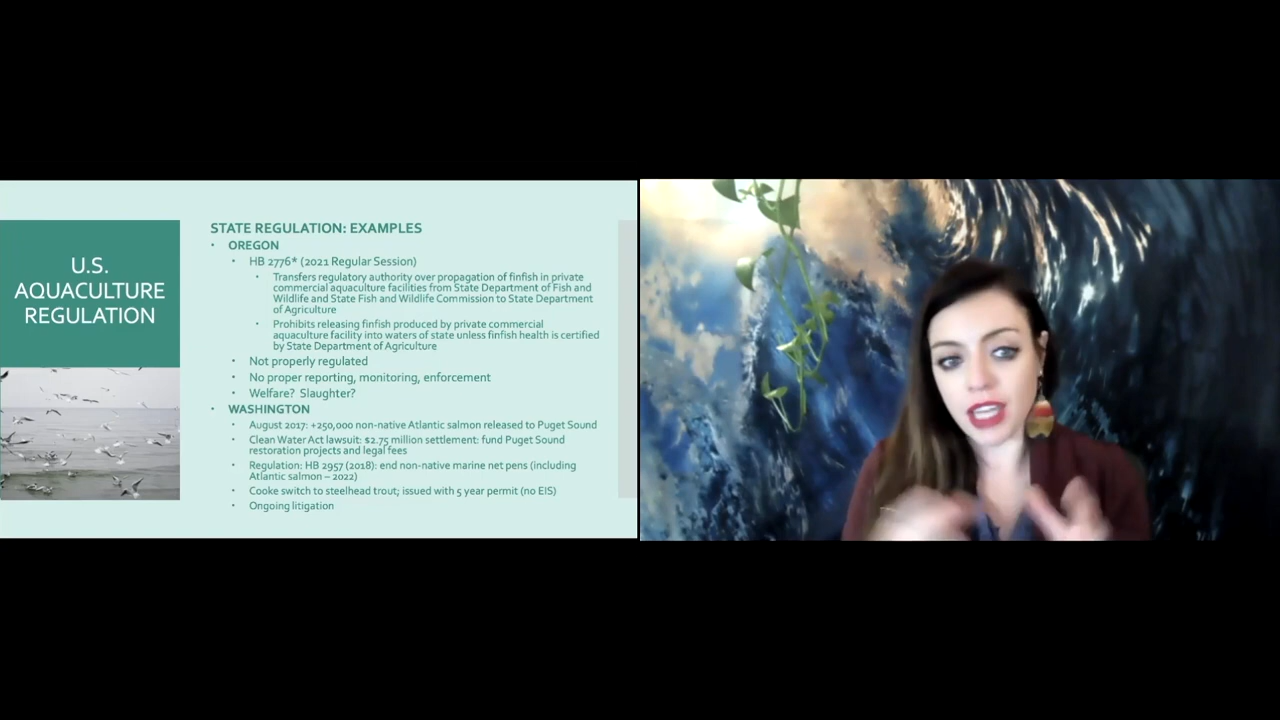 U.S.
AQUACULTURE
REGULATION
STATE REGULATION: EXAMPLES
• OREGON
• HB 2776* (2021 Regular Session)
• Transfers regulatory authority over propagation of finfish in private
commercial aquaculture facilities from State Department of Fish and
Wildlife and State Fish and Wildlife Commission to State Department
of Agriculture
• Prohibits releasing finfish produced by private commercial
aquaculture facility into waters of state unless finfish health is certified
by State Department of Agriculture
• Not properly regulated
• No proper reporting, monitoring, enforcement
• Welfare? Slaughter?
• WASHINGTON
• August 2017: +250,000 non-native Atlantic salmon released to Puget Sound
• Clean Water Act lawsuit: $2.75 million settlement: fund Puget Sound
restoration projects and legal fees
• Regulation: HB 2957 (2018): end non-native marine net pens (including
Atlantic salmon – 2022)
• Cooke switch to steelhead trout; issued with 5 year permit (no EIS)
• Ongoing litigation